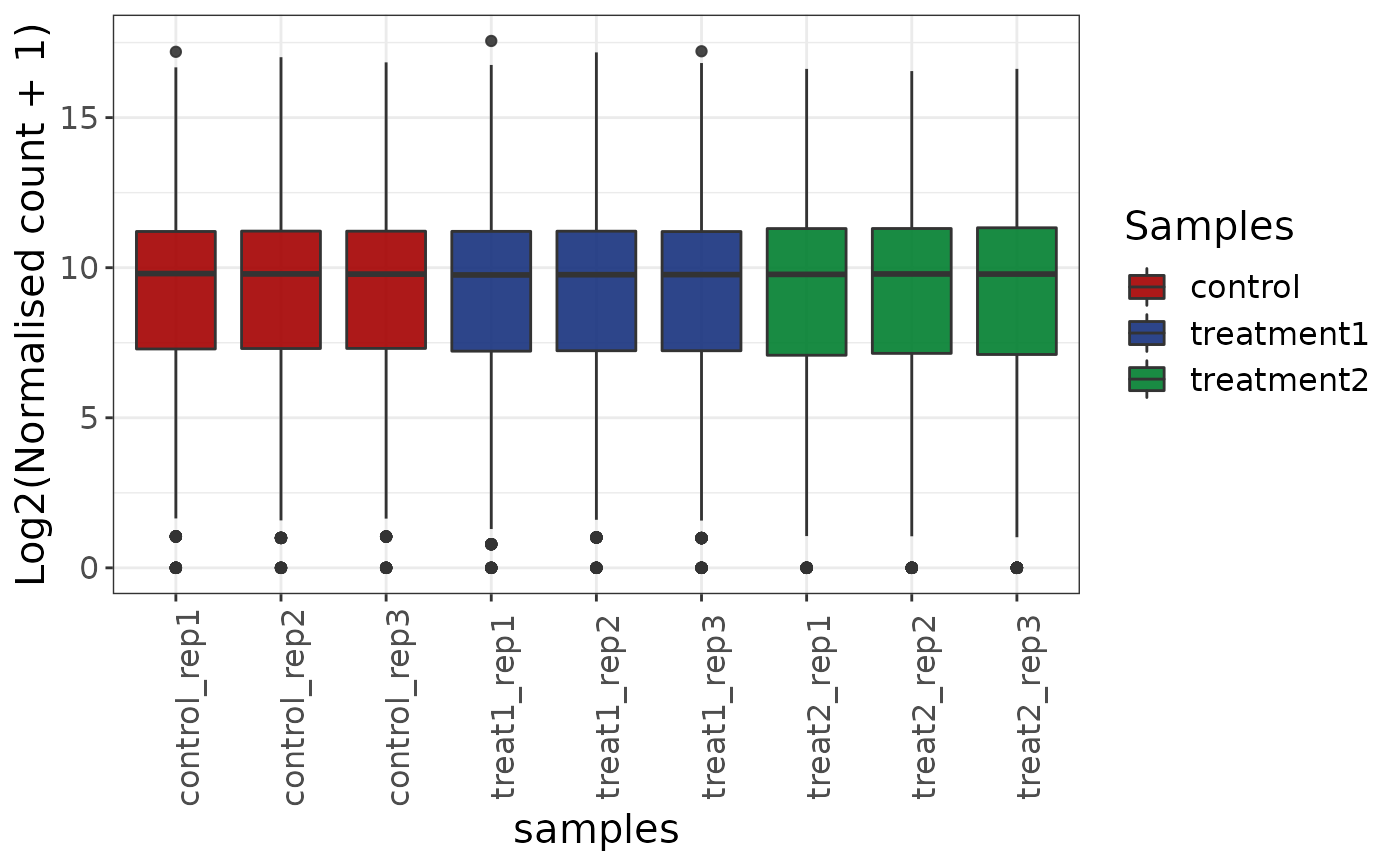 Log2(Normalised count + 1)
15
10
5
0
control_rep1
control_rep2
control_rep3
treat1_rep1
treat1_rep2
treat1_rep3
treat2_rep1
treat2_rep2
treat2_rep3
samples
Samples
control
treatment1
treatment2